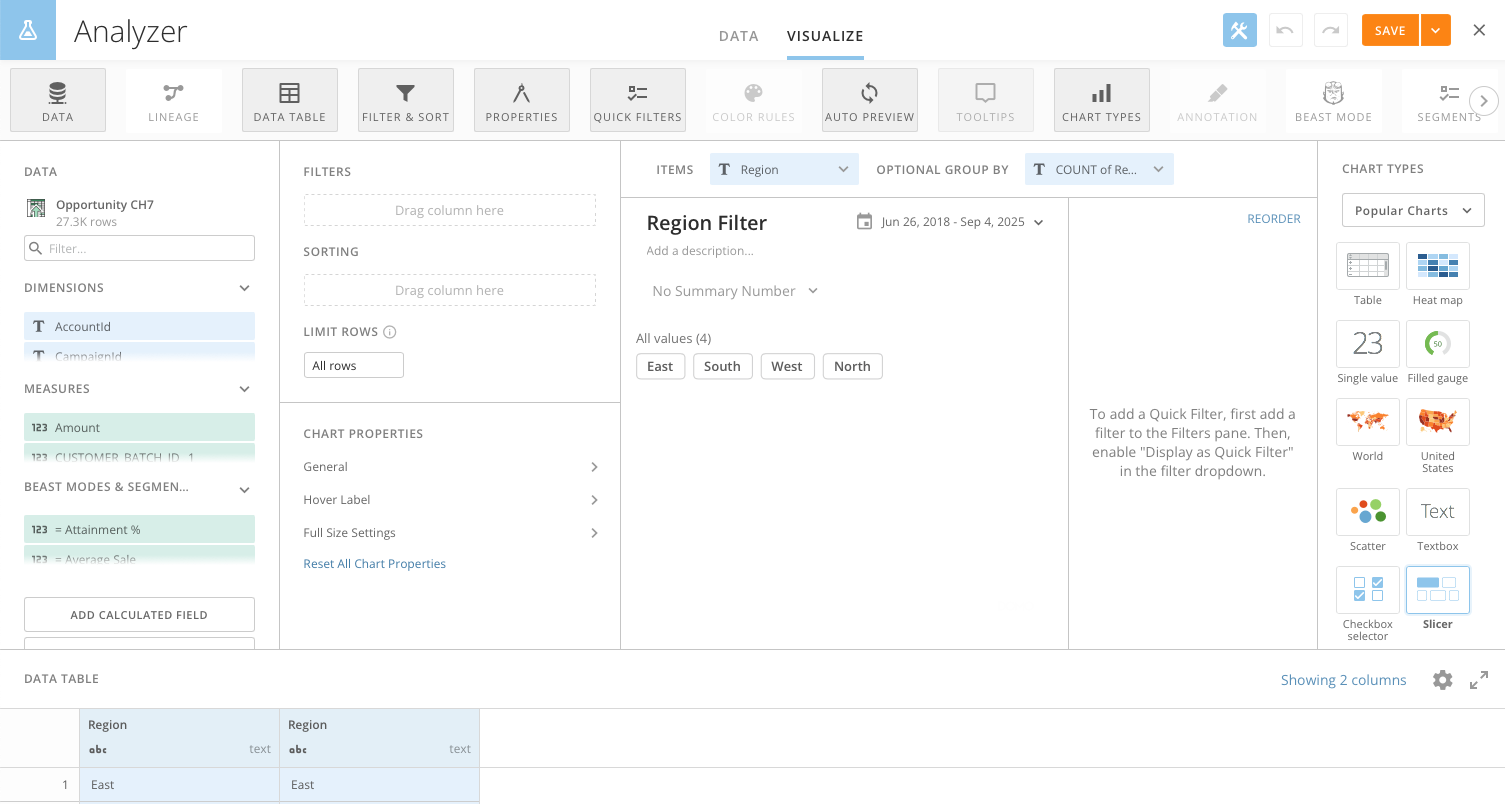 Analyzer
DATA
VISUALIZE
SAVE
DATA
LINEAGE
DATA TABLE
FILTER & SORT
PROPERTIES
QUICK FILTERS
COLOR RULES
AUTO PREVIEW
TOOLTIPS
CHART TYPES
ANNOTATION
BEAST MODE
SEGMENTS
DATA
Opportunity CH7
27.3K rows
Filter...
DIMENSIONS
T AccountId
T CampaignId
MEASURES
123 Amount
123 CUSTOMER_BATCH_ID_1
BEAST MODES & SEGMEN...
123 = Attainment %
123 = Average Sale
ADD CALCULATED FIELD
FILTERS
Drag column here
SORTING
Drag column here
LIMIT ROWS
All rows
CHART PROPERTIES
General
Hover Label
Full Size Settings
Reset All Chart Properties
ITEMS
T Region
OPTIONAL GROUP BY
T COUNT of Re...
Region Filter
Jun 26, 2018 - Sep 4, 2025
Add a description...
No Summary Number
All values (4)
East
South
West
North
REORDER
To add a Quick Filter, first add a
filter to the Filters pane. Then,
enable "Display as Quick Filter"
in the filter dropdown.
CHART TYPES
Popular Charts
Table
Heat map
23
50
Single value
Filled gauge
World
United
States
Text
Scatter
Textbox
Checkbox
selector
Slicer
DATA TABLE
Showing 2 columns
Region
Region
abc text
abc text
1 East East